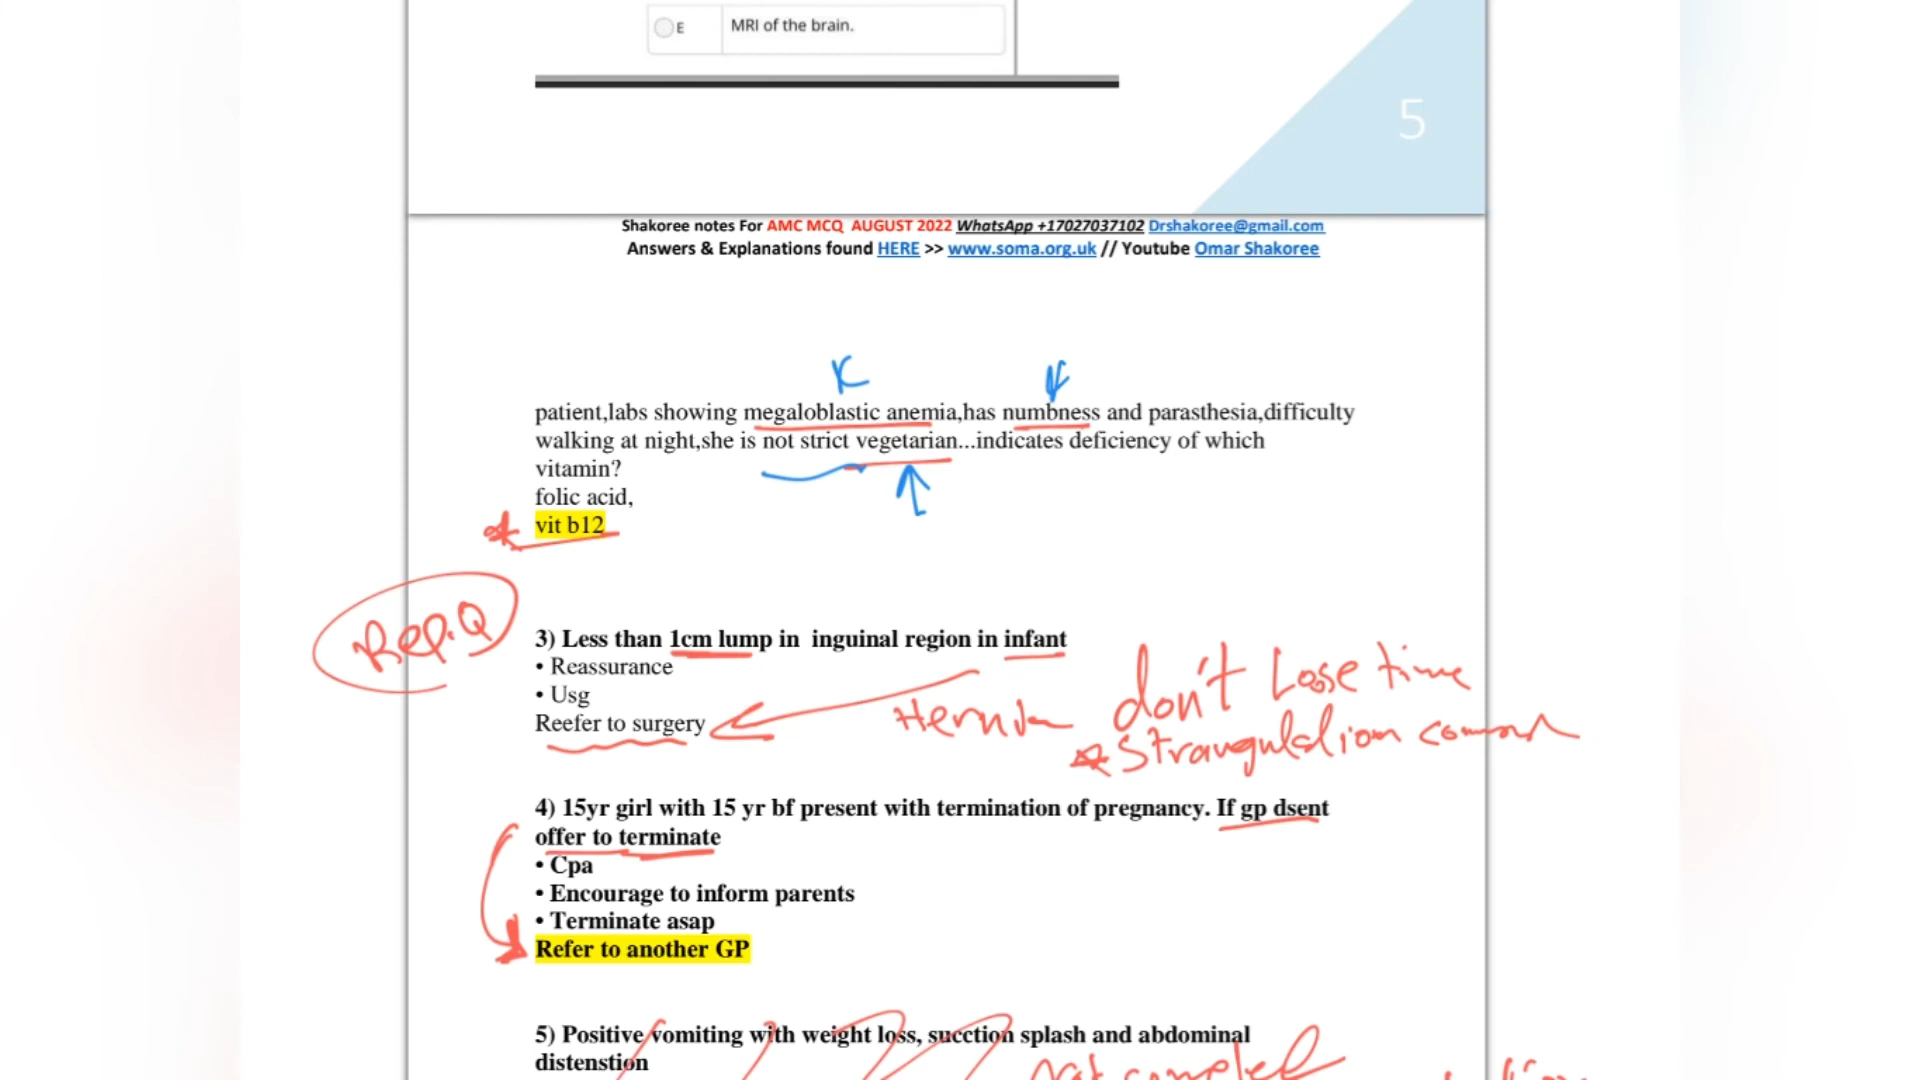 E MRI of the brain.
5
Shakoree notes For AMC MCQ AUGUST 2022 WhatsApp +17027037102 Drshakoree@gmail.com
Answers & Explanations found HERE >> www.soma.org.uk // Youtube Omar Shakoree
patient,labs showing megaloblastic anemia,has numbness and parasthesia,difficulty
walking at night,she is not strict vegetarian...indicates deficiency of which
vitamin?
folic acid,
vit b12
Rep.Q
3) Less than 1cm lump in inguinal region in infant
• Reassurance
• Usg
Reefer to surgery
Hernia
don't Lose time
* Strangulation common
4) 15yr girl with 15 yr bf present with termination of pregnancy. If gp dsent
offer to terminate
• Cpa
• Encourage to inform parents
• Terminate asap
Refer to another GP
5) Positive vomiting with weight loss, sucction splash and abdominal
distenstion
not